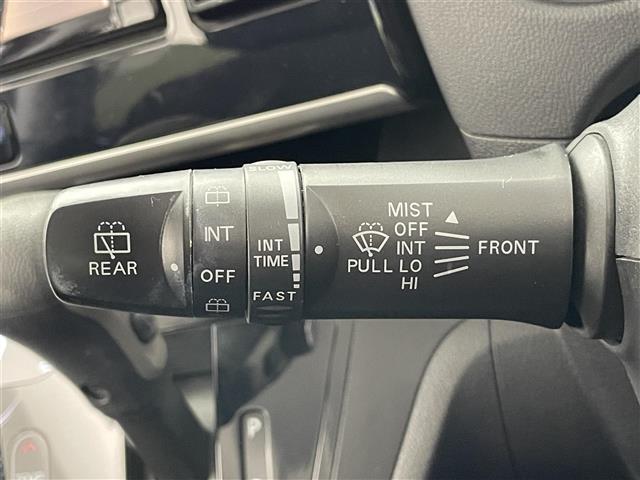 REAR
INT
OFF
SLOW
INT
TIME
FAST
MIST
OFF
INT
PULL LO
HI
FRONT
P